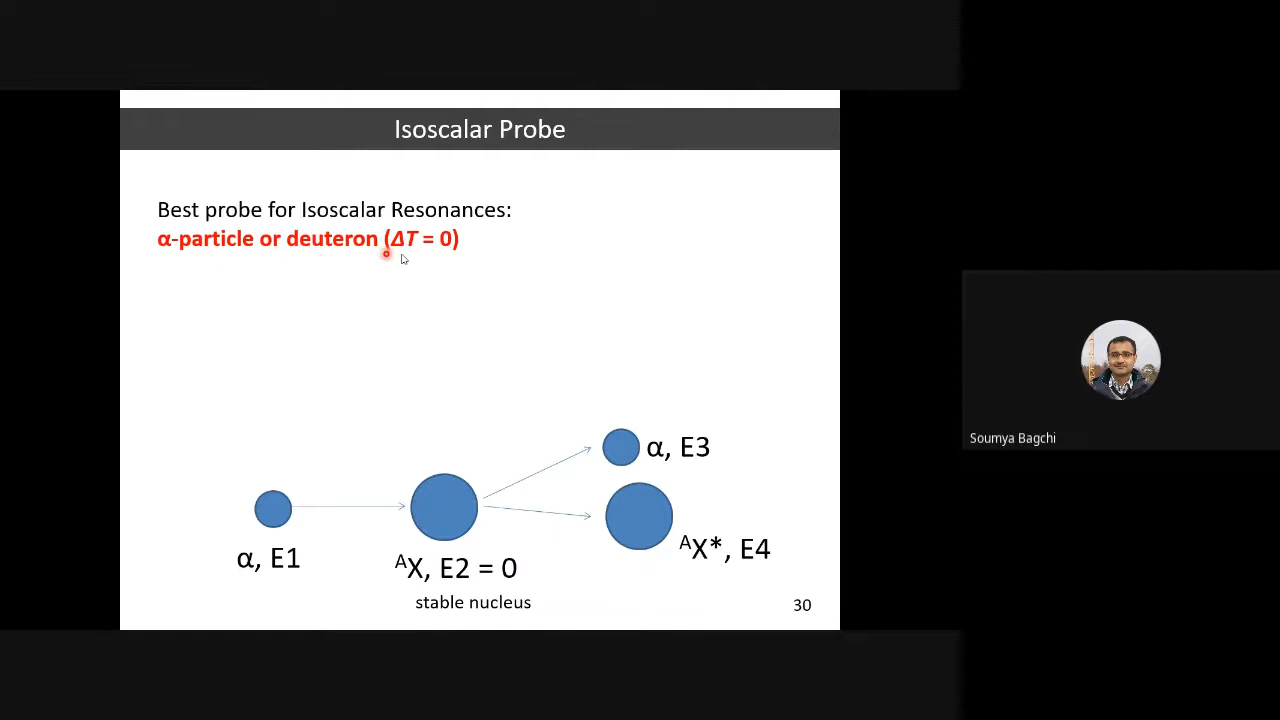 Isoscalar Probe
Best probe for Isoscalar Resonances:
α-particle or deuteron (ΔT = 0)
α, E3
α, E1
ᴬX, E2 = 0
ᴬX*, E4
stable nucleus
30
Soumya Bagchi